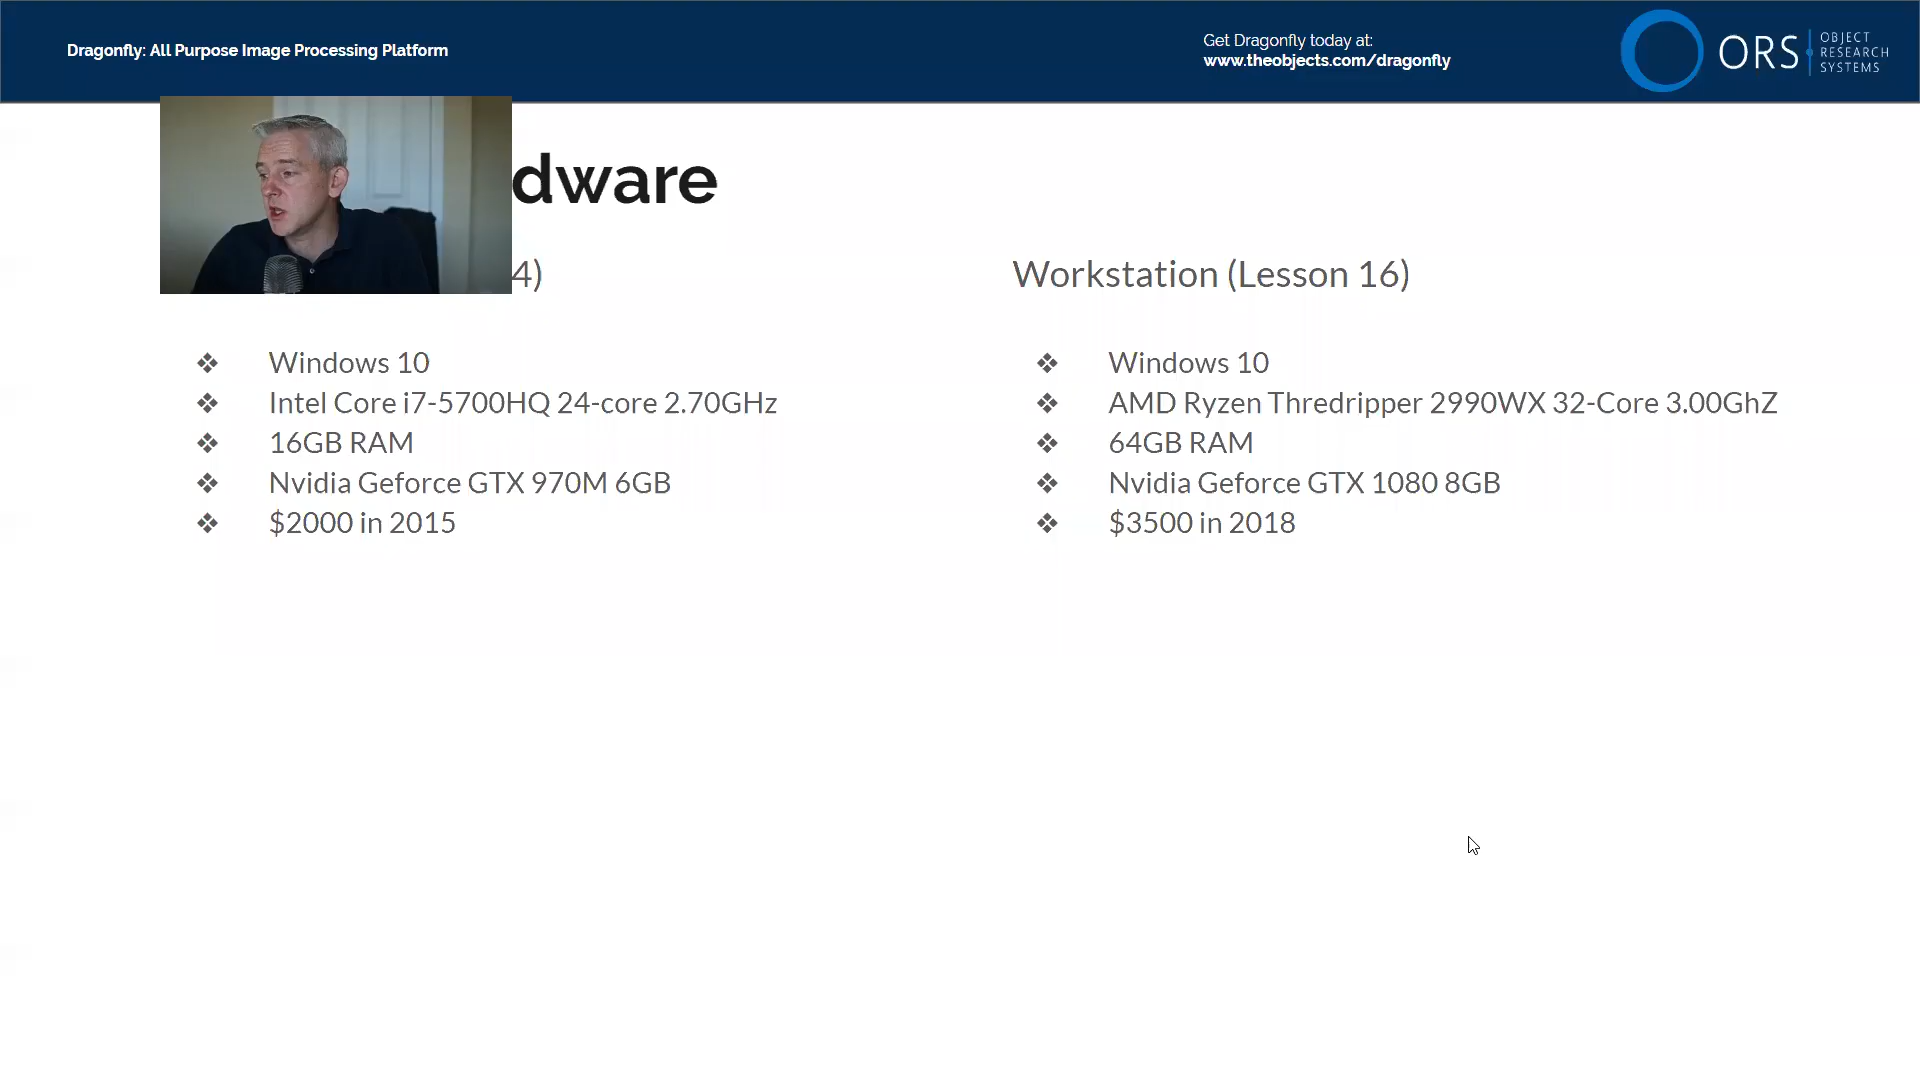 Dragonfly: All Purpose Image Processing Platform
Get Dragonfly today at:
www.theobjects.com/dragonfly
ORS
OBJECT
RESEARCH
SYSTEMS
dware
4)
Windows 10
Intel Core i7-5700HQ 24-core 2.70GHz
16GB RAM
Nvidia Geforce GTX 970M 6GB
$2000 in 2015
Workstation (Lesson 16)
Windows 10
AMD Ryzen Thredripper 2990WX 32-Core 3.00GhZ
64GB RAM
Nvidia Geforce GTX 1080 8GB
$3500 in 2018